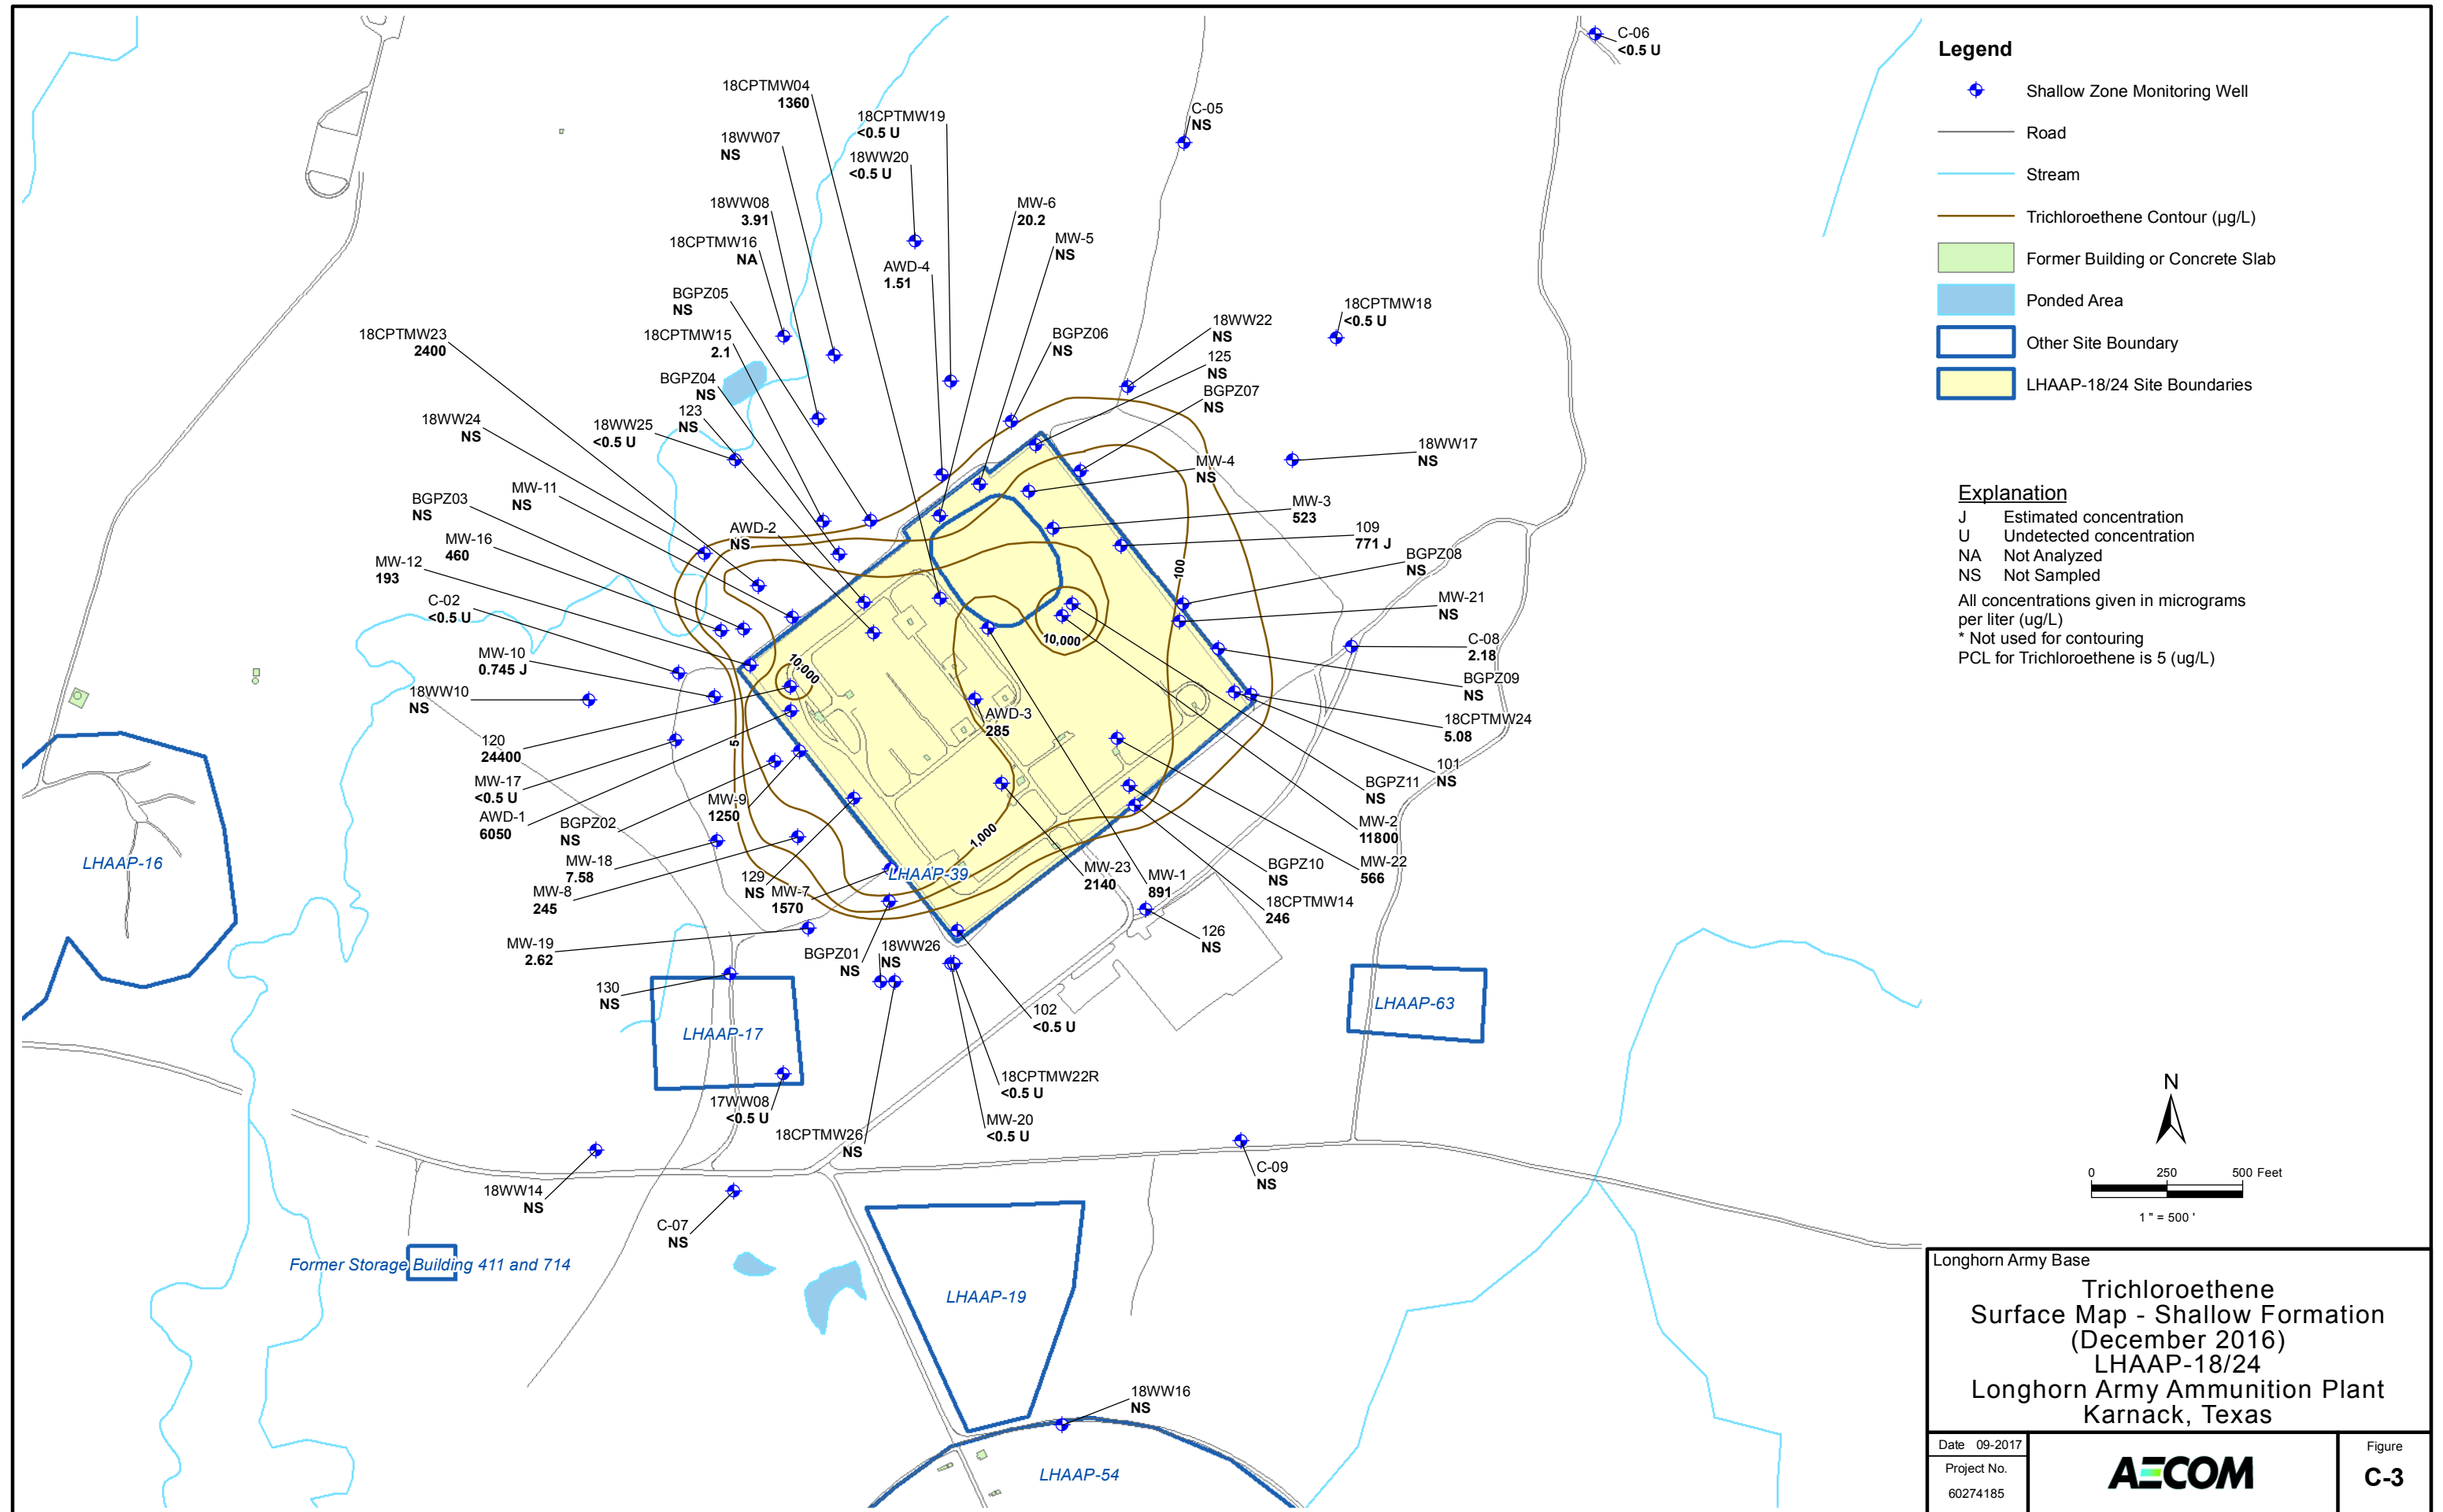 C-06
<0.5 U
18CPTMW04
1360
18CPTMW19
<0.5 U
C-05
NS
18WW07
NS
18WW20
<0.5 U
18WW08
3.91
MW-6
20.2
18CPTMW16
NA
MW-5
NS
AWD-4
1.51
BGPZ05
NS
18CPTMW18
<0.5 U
18CPTMW23
2400
18CPTMW15
2.1
BGPZ06
NS
18WW22
NS
125
NS
BGPZ04
NS
BGPZ07
NS
18WW24
NS
18WW25
<0.5 U
123
NS
18WW17
NS
MW-4
NS
BGPZ03
NS
MW-11
NS
MW-3
523
AWD-2
NS
109
771 J
MW-16
460
BGPZ08
NS
MW-12
193
100
MW-21
NS
C-02
<0.5 U
10,000
C-08
2.18
MW-10
0.745 J
10,000
BGPZ09
NS
18WW10
NS
AWD-3
285
18CPTMW24
5.08
120
24400
5
101
NS
MW-17
<0.5 U
BGPZ11
NS
AWD-1
6050
MW-9
1250
BGPZ02
NS
MW-2
11800
1,000
LHAAP-16
MW-18
7.58
MW-22
566
BGPZ10
NS
LHAAP-39
MW-23
2140
MW-1
891
129
NS
MW-7
1570
MW-8
245
18CPTMW14
246
126
NS
MW-19
2.62
BGPZ01
NS
18WW26
NS
130
NS
LHAAP-63
102
<0.5 U
LHAAP-17
18CPTMW22R
<0.5 U
17WW08
<0.5 U
MW-20
<0.5 U
18CPTMW26
NS
C-09
NS
18WW14
NS
C-07
NS
Former Storage Building 411 and 714
LHAAP-19
18WW16
NS
LHAAP-54
Legend
Shallow Zone Monitoring Well
Road
Stream
Trichloroethene Contour (µg/L)
Former Building or Concrete Slab
Ponded Area
Other Site Boundary
LHAAP-18/24 Site Boundaries
Explanation
J Estimated concentration
U Undetected concentration
NA Not Analyzed
NS Not Sampled
All concentrations given in micrograms
per liter (ug/L)
* Not used for contouring
PCL for Trichloroethene is 5 (ug/L)
N
0 250 500 Feet
1 " = 500 '
Longhorn Army Base
Trichloroethene
Surface Map - Shallow Formation
(December 2016)
LHAAP-18/24
Longhorn Army Ammunition Plant
Karnack, Texas
Date 09-2017
Project No.
60274185
AECOM
Figure
C-3